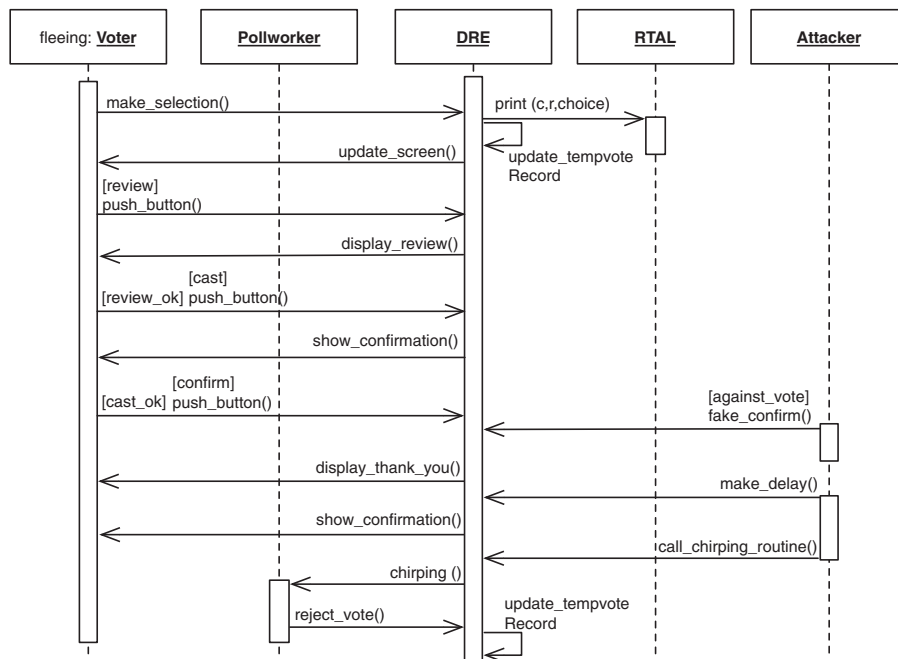 fleeing: Voter
Pollworker
DRE
RTAL
Attacker
make_selection()
print (c,r,choice)
update_tempvote
Record
update_screen()
[review]
push_button()
display_review()
[cast]
[review_ok] push_button()
show_confirmation()
[confirm]
[cast_ok] push_button()
[against_vote]
fake_confirm()
display_thank_you()
make_delay()
show_confirmation()
call_chirping_routine()
chirping ()
reject_vote()
update_tempvote
Record